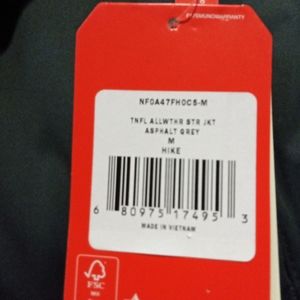 NF0A47FH0C5-M
TNFL ALLWTHR STR JKT
ASPHALT GREY
M
HIKE
6 80975 17495 3
MADE IN VIETNAM
FSC